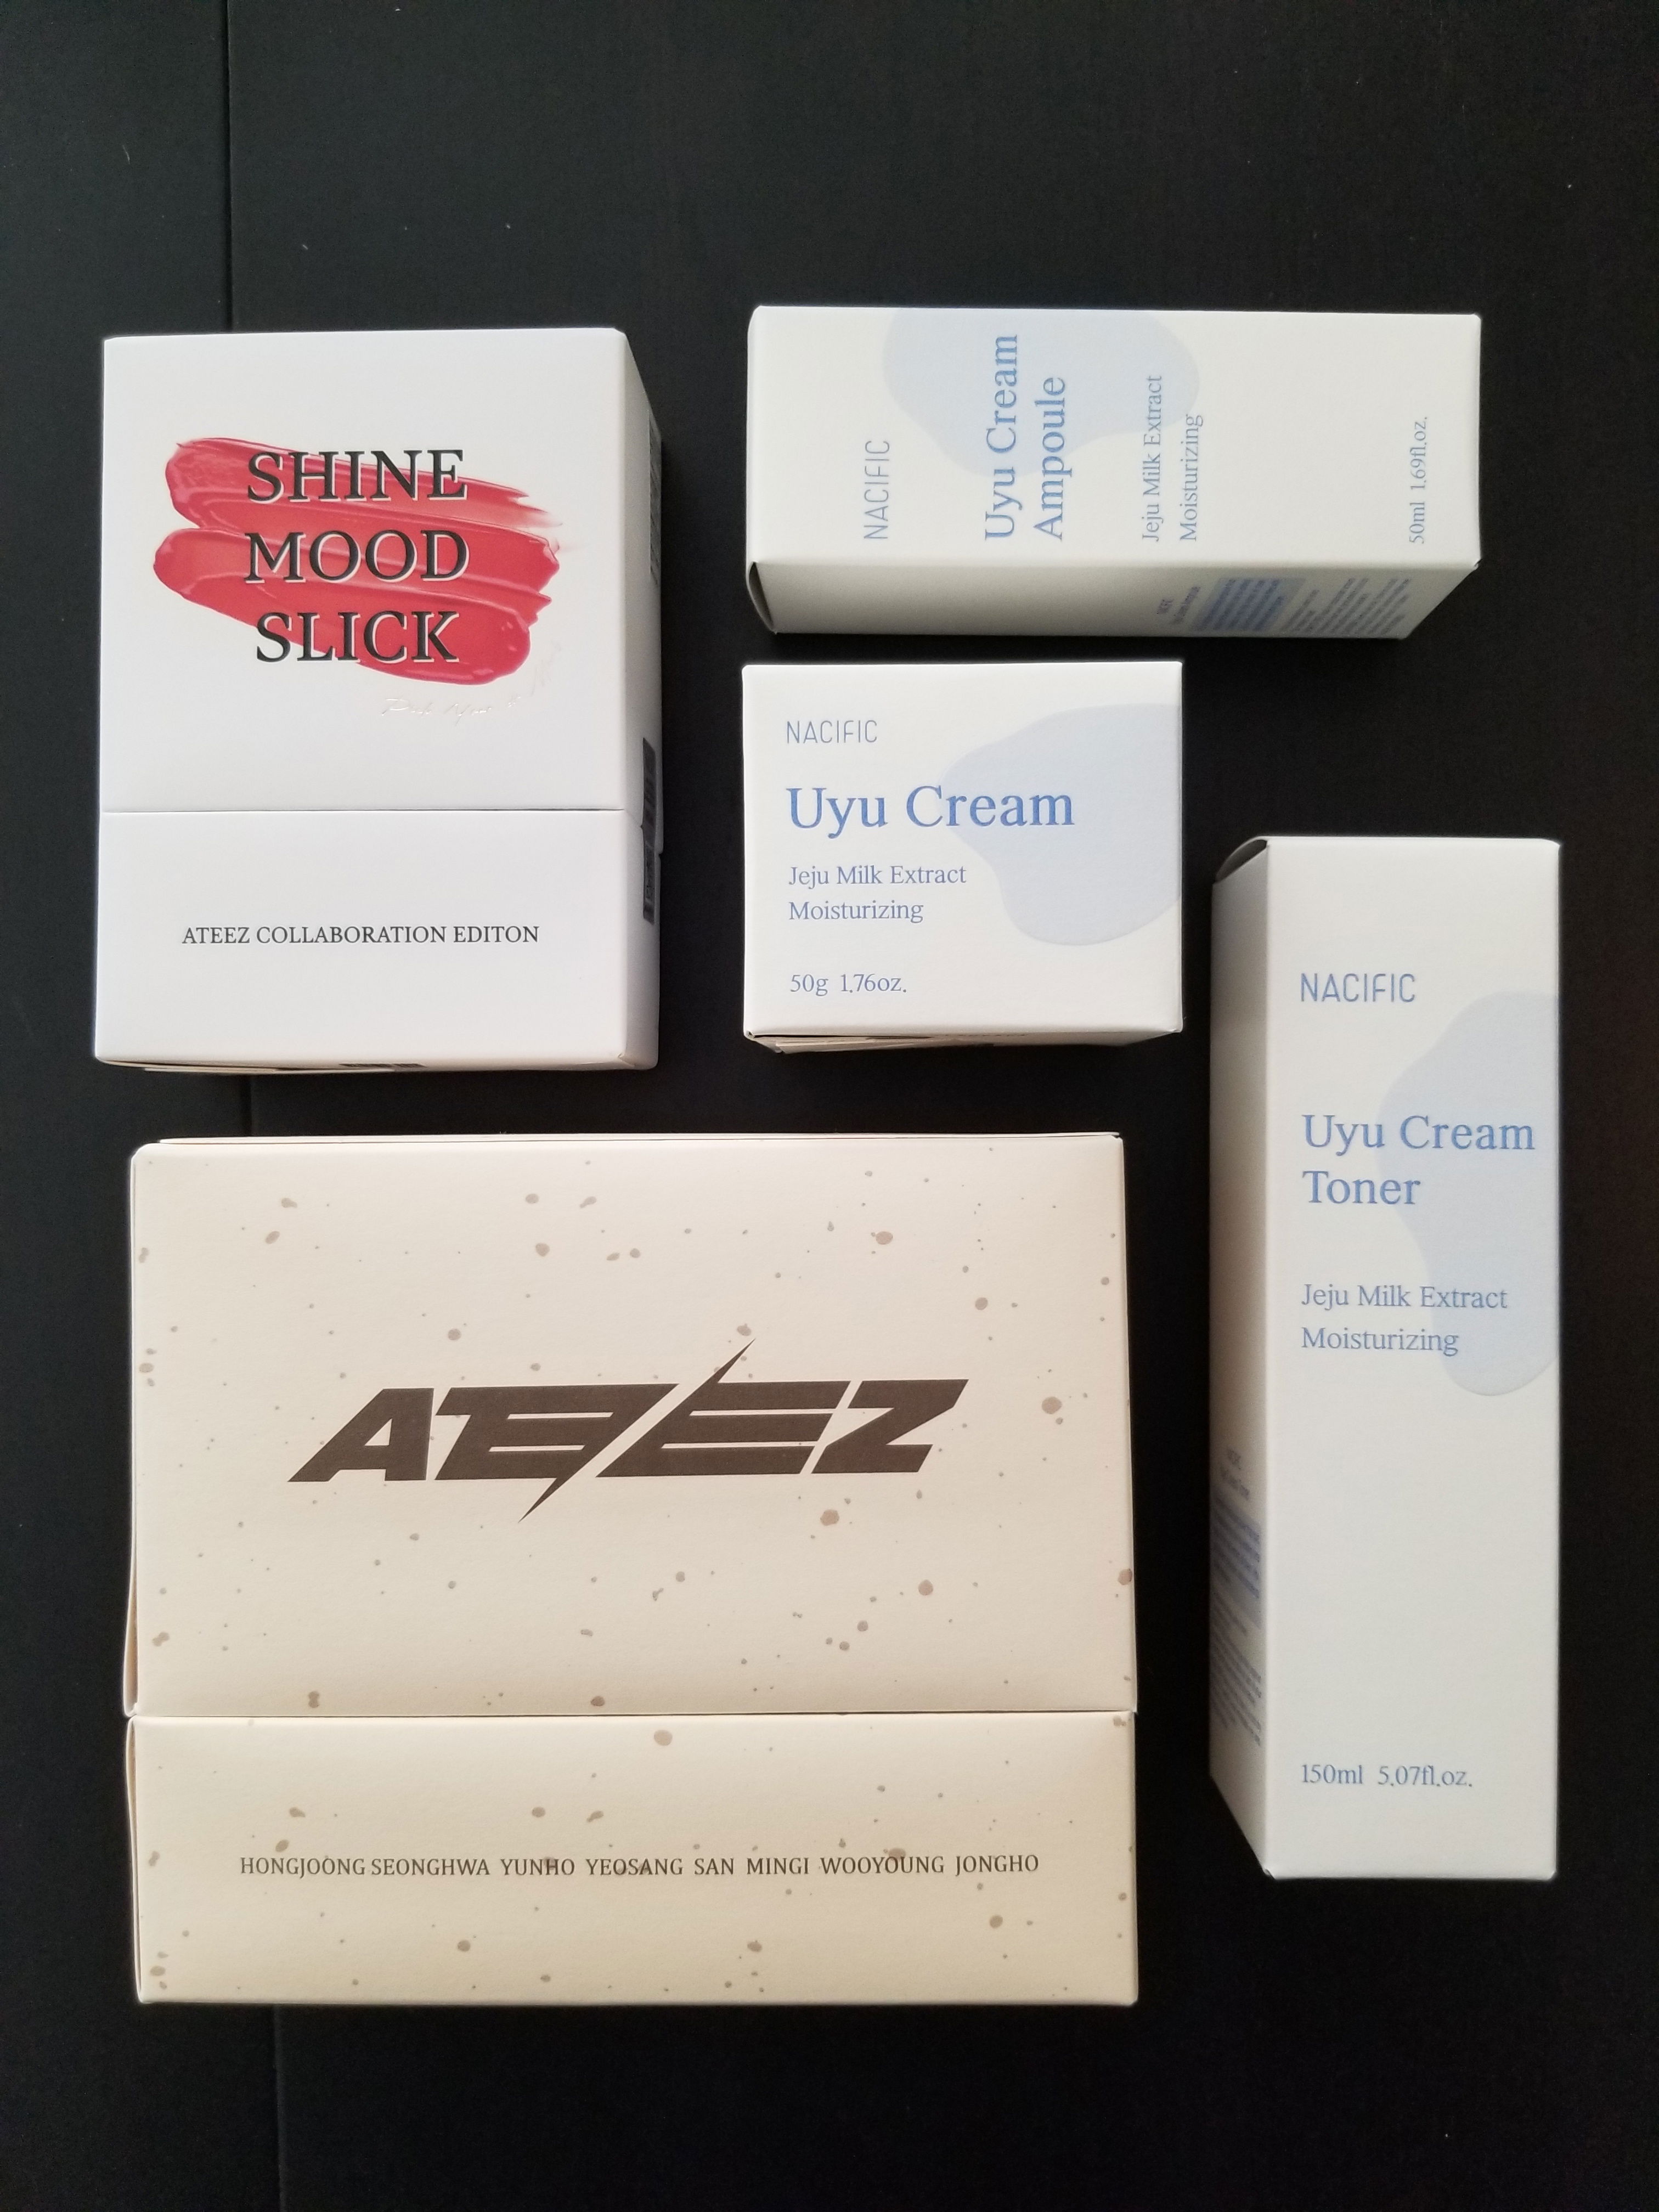 SHINE
MOOD
SLICK
ATEEZ COLLABORATION EDITON
NACIFIC
Uyu Cream
Ampoule
Jeju Milk Extract
Moisturizing
50ml 1.69fl.oz.
NACIFIC
Uyu Cream
Jeju Milk Extract
Moisturizing
50g 1.76oz.
NACIFIC
Uyu Cream
Toner
Jeju Milk Extract
Moisturizing
150ml 5.07fl.oz.
ATEEZ
HONGJOONG SEONGHWA YUNHO YEOSANG SAN MINGI WOOYOUNG JONGHO